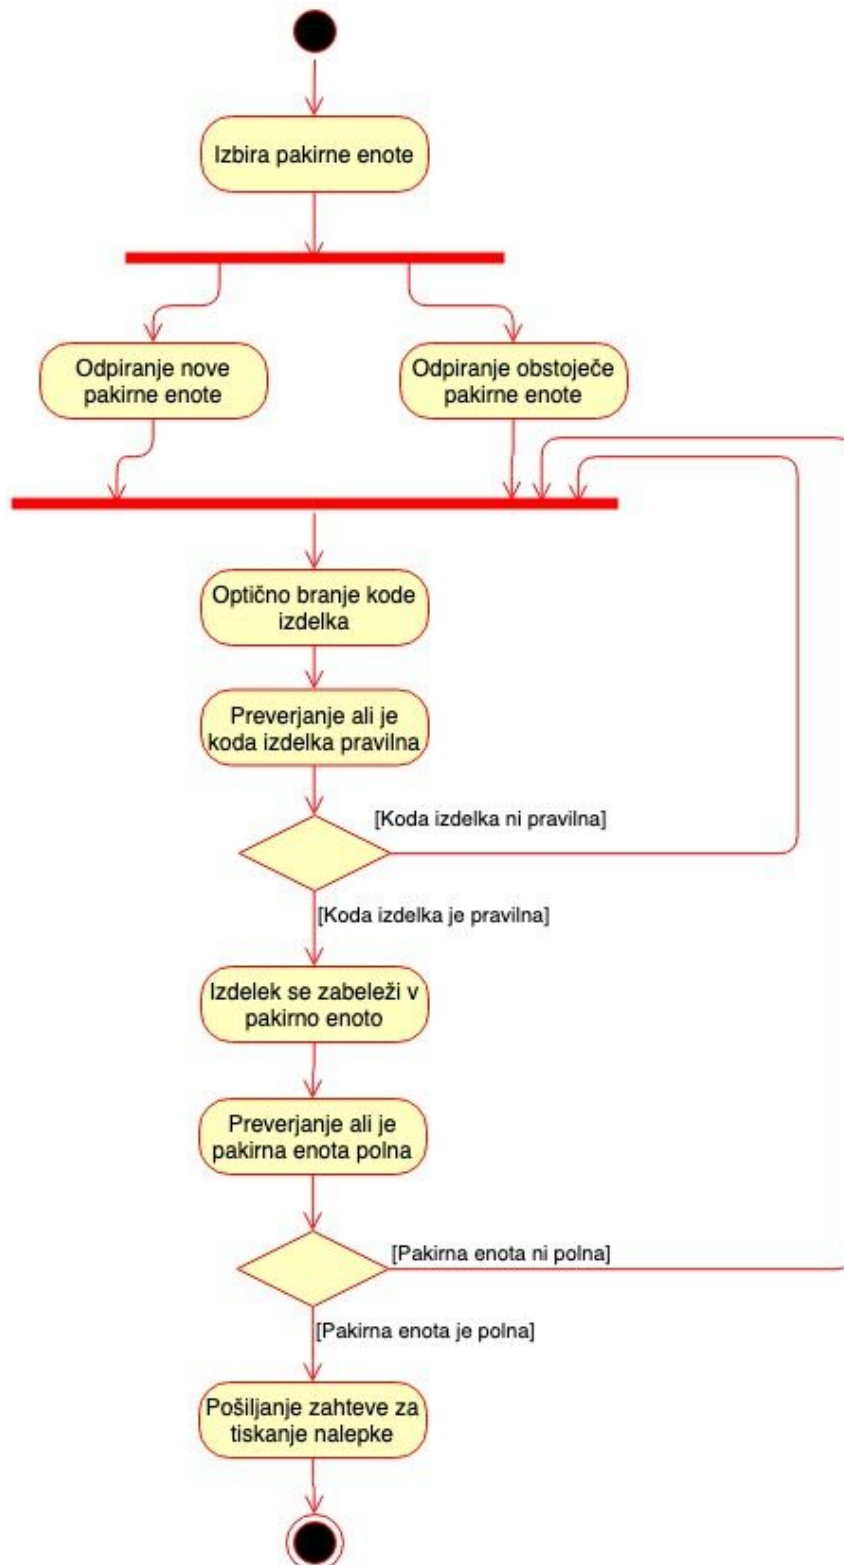 Izbira pakirne enote
Odpiranje nove
pakirne enote
Odpiranje obstoječe
pakirne enote
Optično branje kode
izdelka
Preverjanje ali je
koda izdelka pravilna
[Koda izdelka ni pravilna]
[Koda izdelka je pravilna]
Izdelek se zabeleži v
pakirno enoto
Preverjanje ali je
pakirna enota polna
[Pakirna enota ni polna]
[Pakirna enota je polna]
Pošiljanje zahteve za
tiskanje nalepke